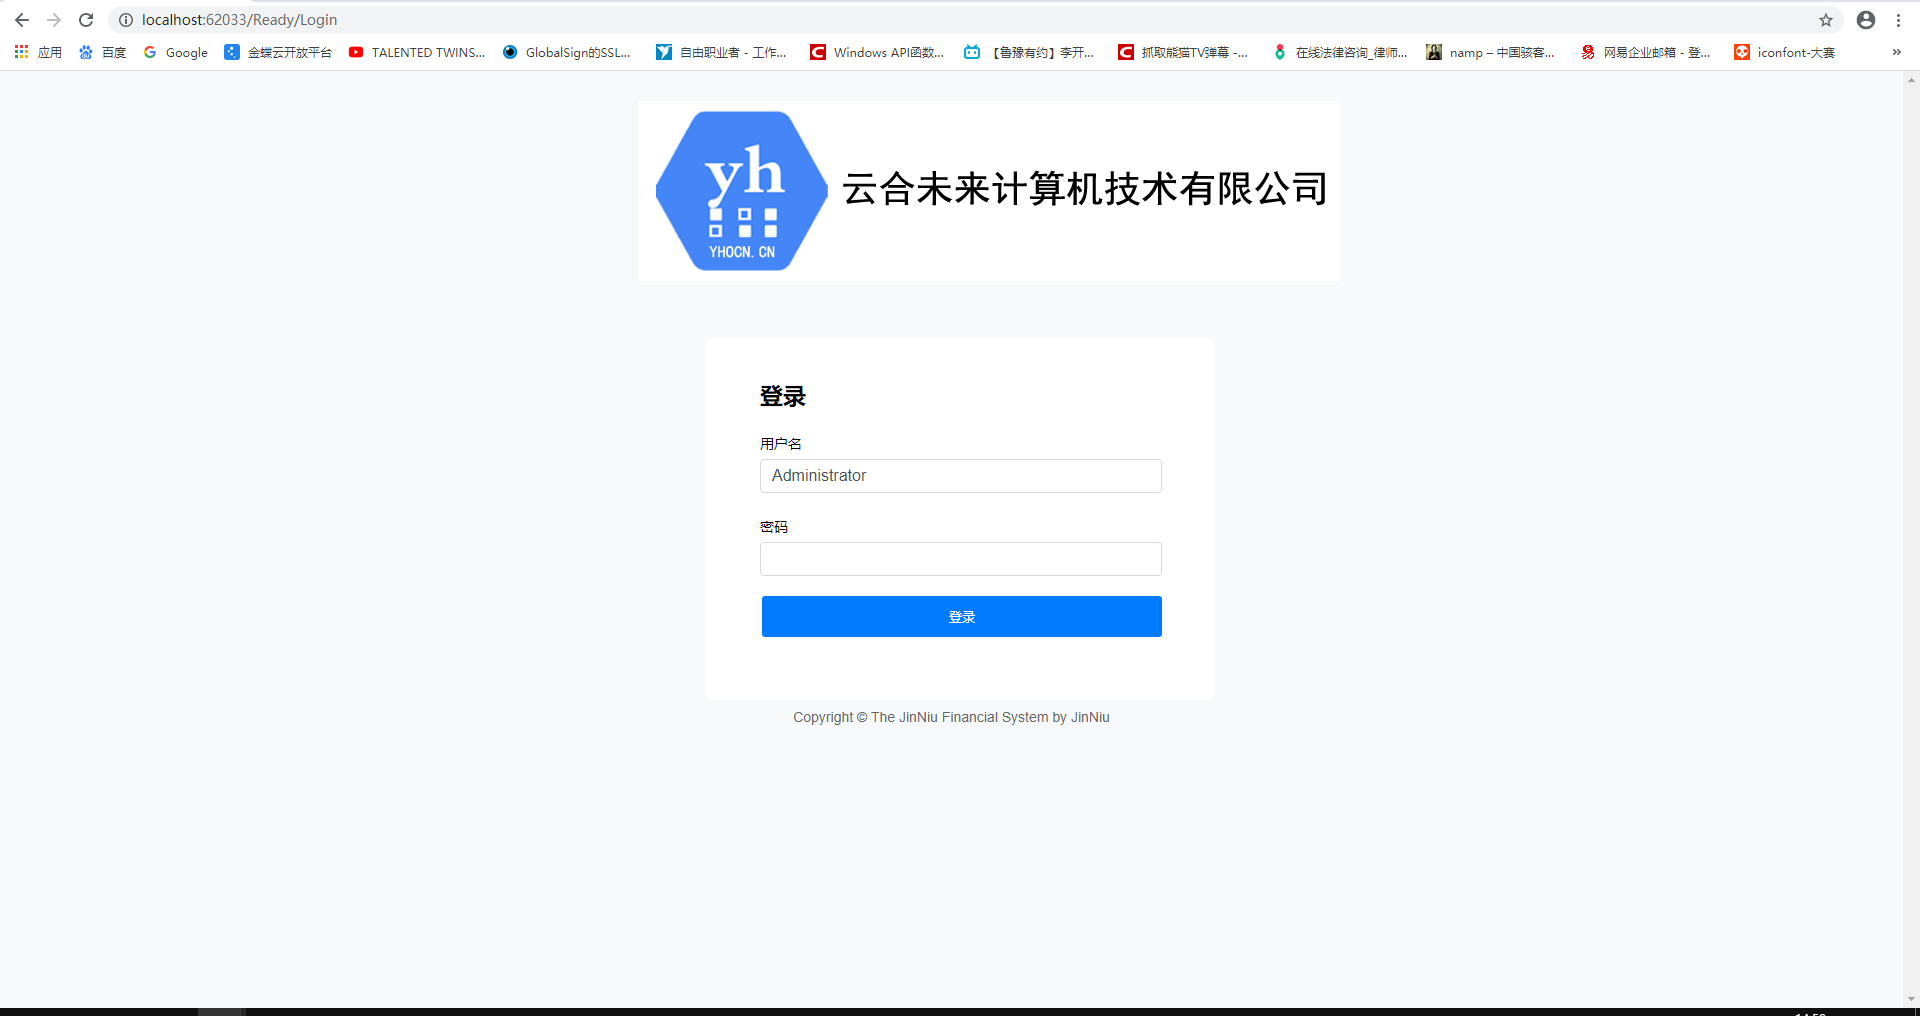 localhost:62033/Ready/Login
应用
百度
Google
金蝶云开放平台
TALENTED TWINS...
GlobalSign的SSL...
自由职业者 - 工作...
Windows API函数...
【鲁豫有约】李开...
抓取熊猫TV弹幕 -...
在线法律咨询_律师...
namp – 中国骇客...
网易企业邮箱 - 登...
iconfont-大赛
yh
YHOCN. CN
云合未来计算机技术有限公司
登录
用户名
Administrator
密码
登录
Copyright © The JinNiu Financial System by JinNiu